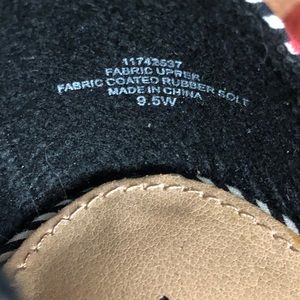 11742537
FABRIC UPPER
FABRIC COATED RUBBER SOLE
MADE IN CHINA
9.5W